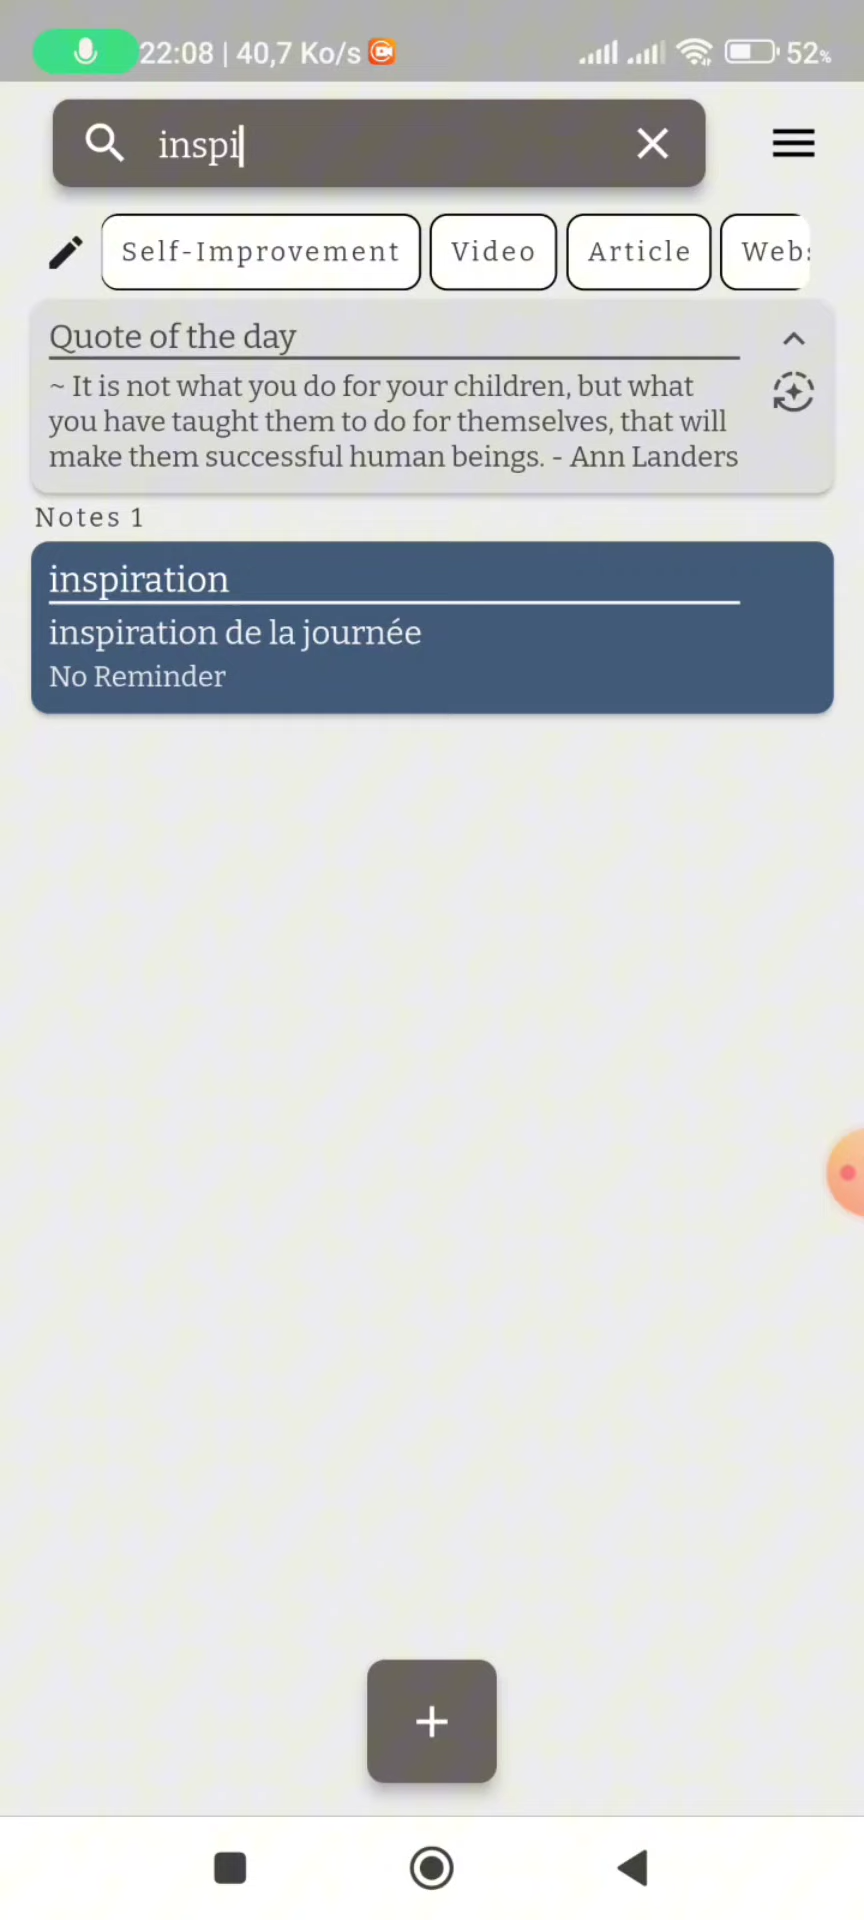 22:08 | 40,7 Ko/s 52%
inspi
Self-Improvement Video Article Webs
Quote of the day
~ It is not what you do for your children, but what
you have taught them to do for themselves, that will
make them successful human beings. - Ann Landers
Notes 1
inspiration
inspiration de la journée
No Reminder